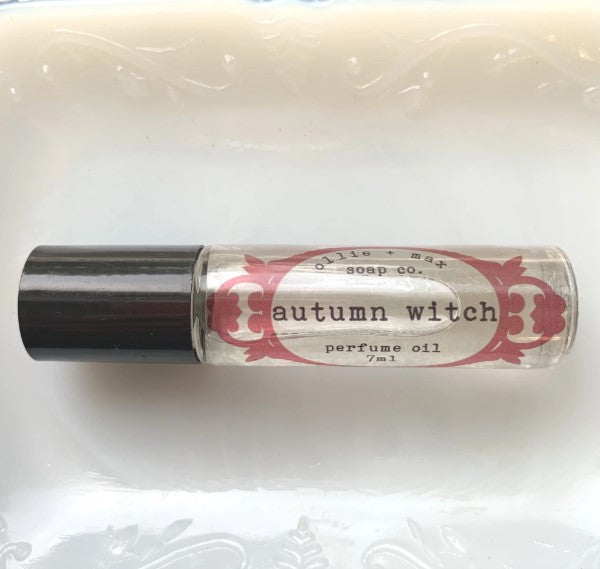 ollie + max
soap co.
autumn witch
perfume oil
7ml